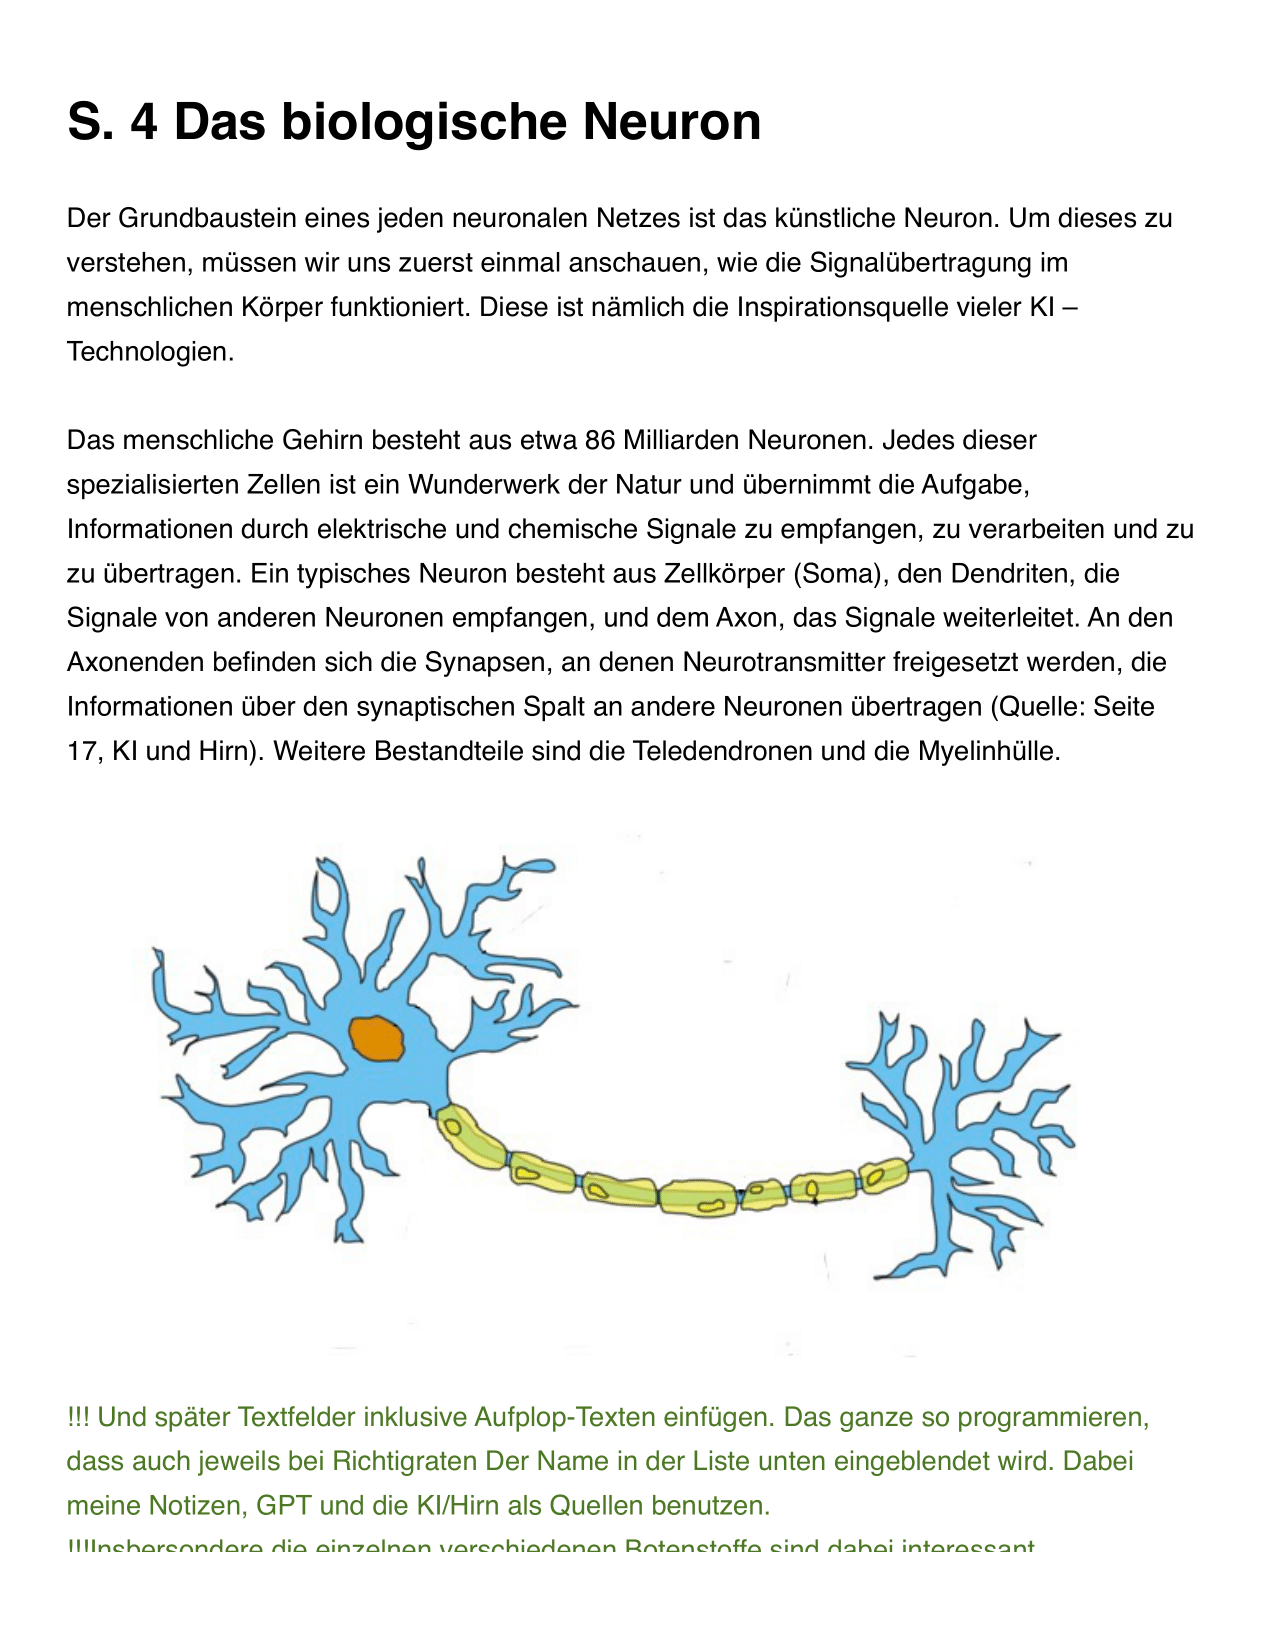 S. 4 Das biologische Neuron
Der Grundbaustein eines jeden neuronalen Netzes ist das künstliche Neuron. Um dieses zu
verstehen, müssen wir uns zuerst einmal anschauen, wie die Signalübertragung im
menschlichen Körper funktioniert. Diese ist nämlich die Inspirationsquelle vieler KI –
Technologien.
Das menschliche Gehirn besteht aus etwa 86 Milliarden Neuronen. Jedes dieser
spezialisierten Zellen ist ein Wunderwerk der Natur und übernimmt die Aufgabe,
Informationen durch elektrische und chemische Signale zu empfangen, zu verarbeiten und zu
zu übertragen. Ein typisches Neuron besteht aus Zellkörper (Soma), den Dendriten, die
Signale von anderen Neuronen empfangen, und dem Axon, das Signale weiterleitet. An den
Axonenden befinden sich die Synapsen, an denen Neurotransmitter freigesetzt werden, die
Informationen über den synaptischen Spalt an andere Neuronen übertragen (Quelle: Seite
17, KI und Hirn). Weitere Bestandteile sind die Teledendronen und die Myelinhülle.
!!! Und später Textfelder inklusive Aufplop-Texten einfügen. Das ganze so programmieren,
dass auch jeweils bei Richtigraten Der Name in der Liste unten eingeblendet wird. Dabei
meine Notizen, GPT und die KI/Hirn als Quellen benutzen.
!!!Insbersondere die einzelnen verschiedenen Botenstoffe sind dabei interessant